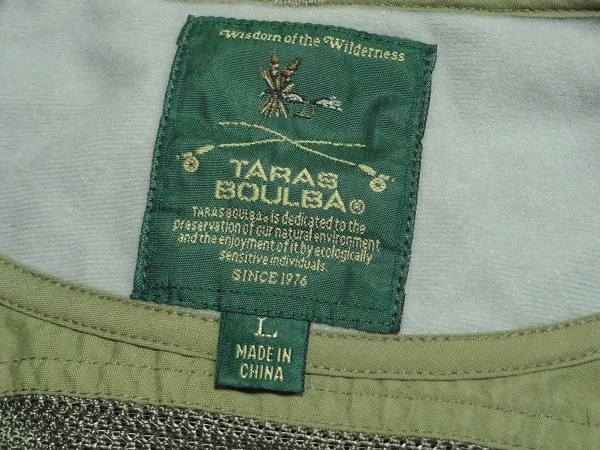 Wisdom of the Wilderness
TARAS
BOULBA®
TARAS BOULBA® is dedicated to the
preservation of our natural environment
and the enjoyment of it by ecologically
sensitive individuals.
SINCE 1976
L
MADE IN
CHINA